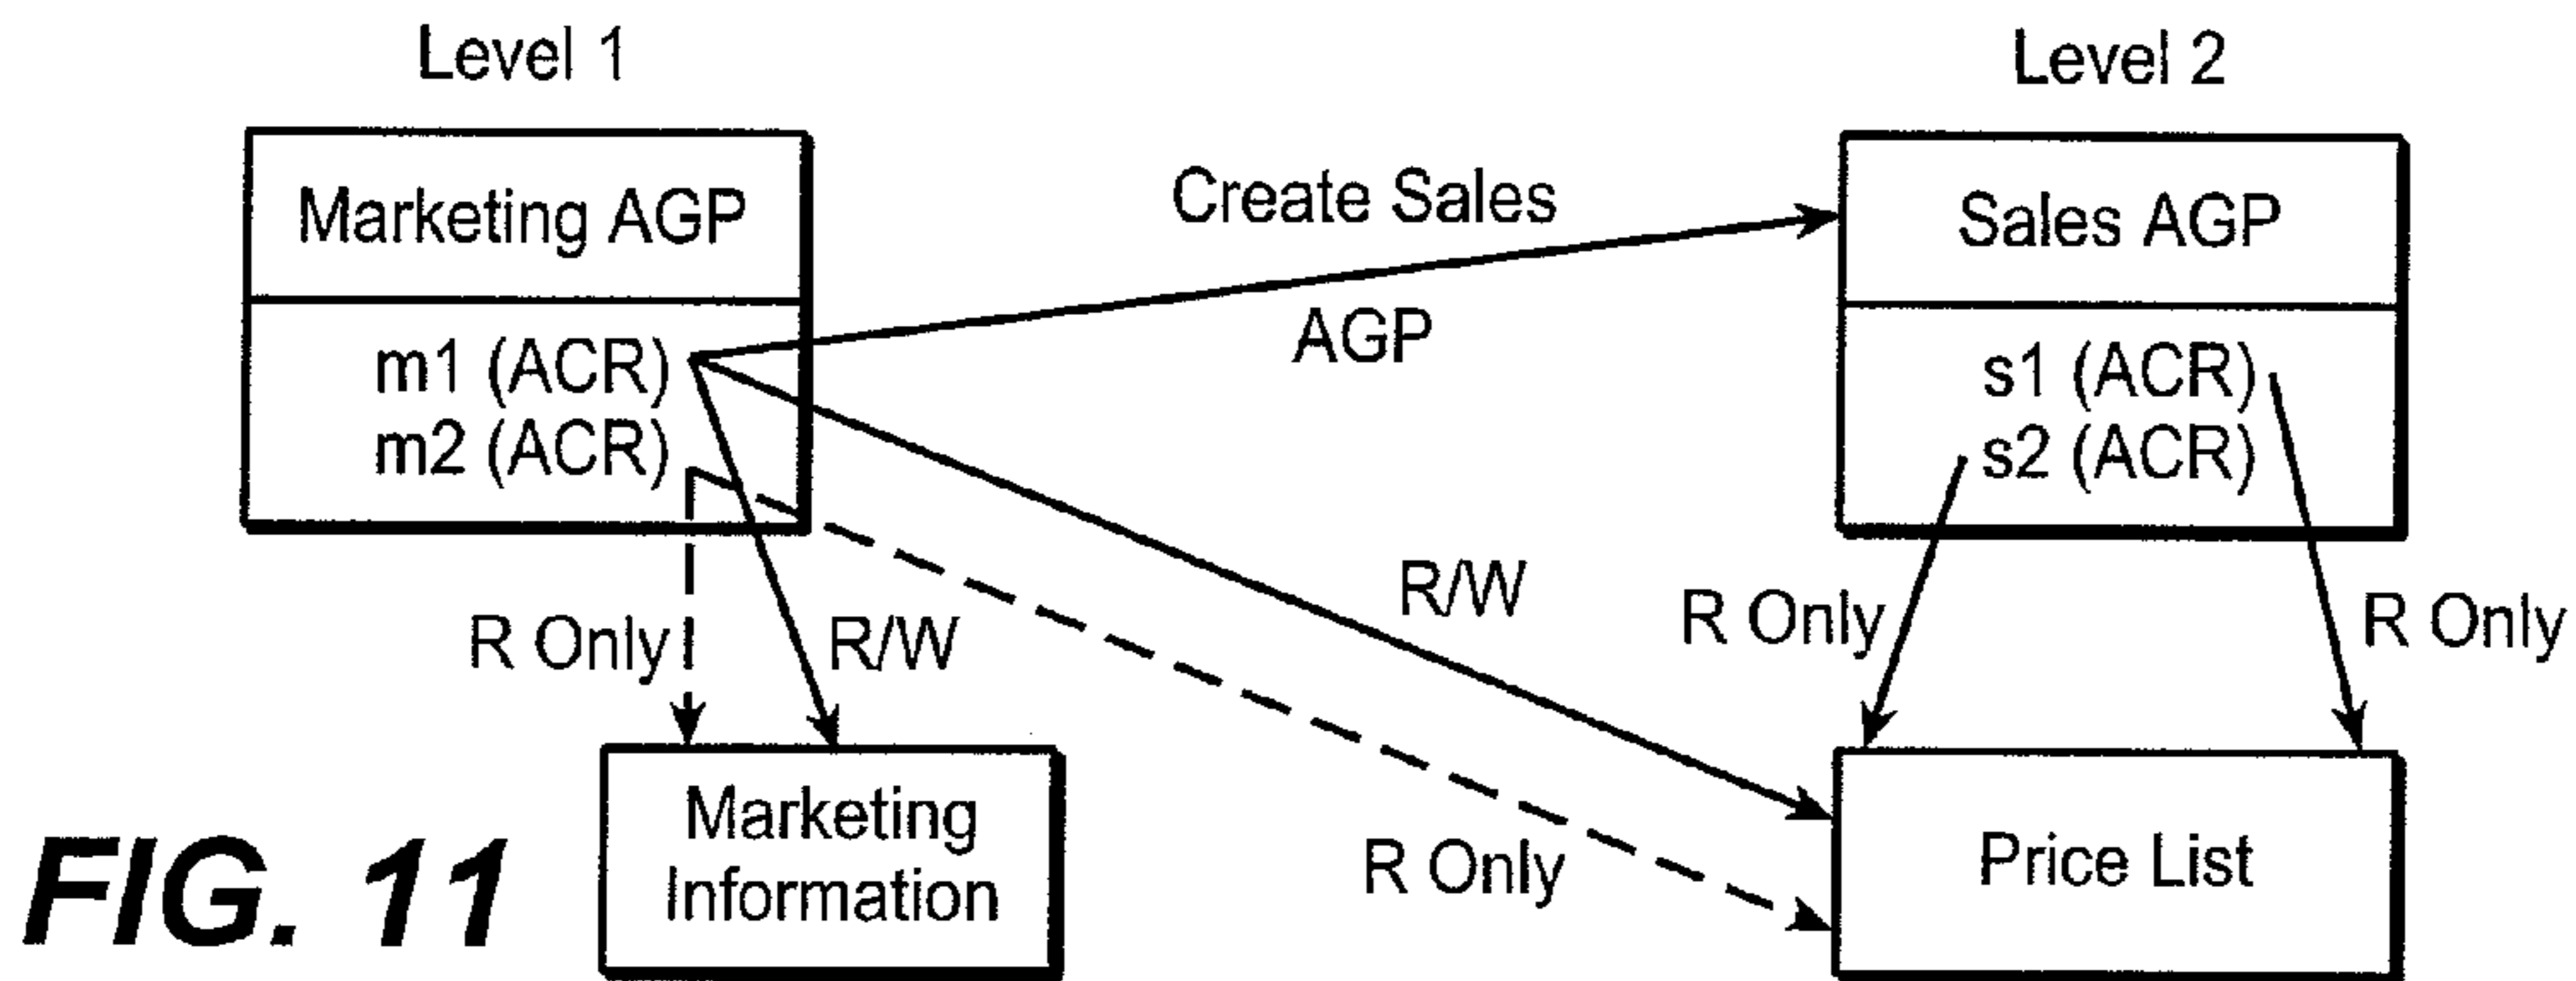 Level 1
Level 2
Marketing AGP
Create Sales
AGP
Sales AGP
m1 (ACR)
m2 (ACR)
s1 (ACR)
s2 (ACR)
R Only
R/W
R/W
R Only
R Only
R Only
Marketing
Information
Price List
FIG. 11